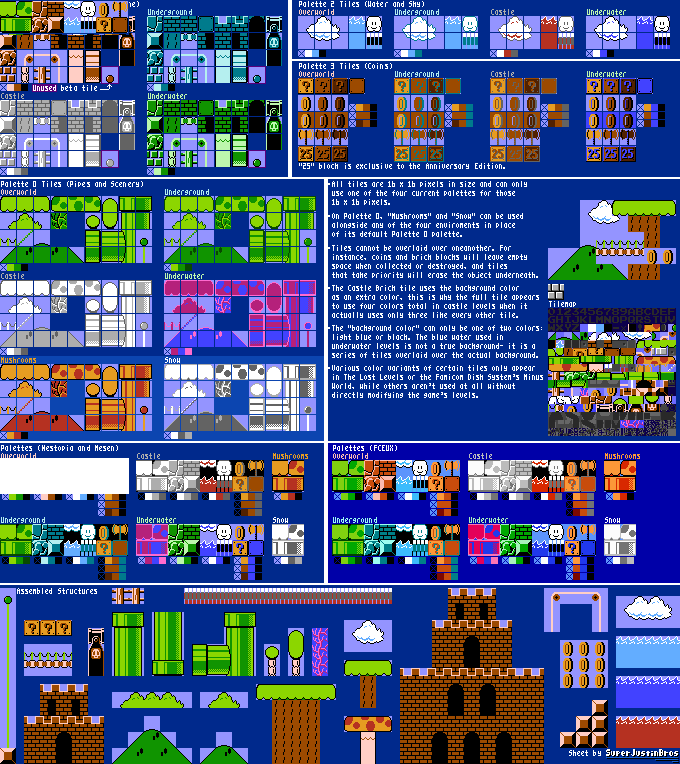 e)
Underground
Unused beta tile
Castle
Underwater
Palette 2 Tiles (Water and Sky)
Overworld
Underground
Castle
Underwater
Palette 3 Tiles (Coins)
Overworld
Underground
Castle
Underwater
"25" block is exclusive to the Anniversary Edition.
Palette 0 Tiles (Pipes and Scenery)
Overworld
Underground
Castle
Underwater
Mushrooms
Snow
•All tiles are 16 x 16 pixels in size and can only
use one of the four current palettes for those
16 x 16 pixels.
•On Palette 0, "Mushrooms" and "Snow" can be used
alongside any of the four enviroments in place
of its default Palette 0 palette.
•Tiles cannot be overlaid over oneanother. For
instance, coins and brick blocks will leave empty
space when collected or destroyed, and tiles
that take priority will erase the object underneath.
•The Castle Brick tile uses the background color
as an extra color, this is why the full tile appears
to use four colors total in castle levels when it
actually uses only three like every other tile.
•The "background color" can only be one of two colors:
light blue or black. The blue water used in
underwater levels is not a true background- it is a
series of tiles overlaid over the actual background.
•Various color variants of certain tiles only appear
in The Lost Levels or the Famicom Disk System's Minus
World, while others aren't used at all without
directly modifying the game's levels.
Tilemap
Palettes (Nestopia and Mesen)
Overworld
Castle
Mushrooms
Underground
Underwater
Snow
Palettes (FCEUX)
Overworld
Castle
Mushrooms
Underground
Underwater
Snow
Assembled Structures
Sheet by SuperJustinBros